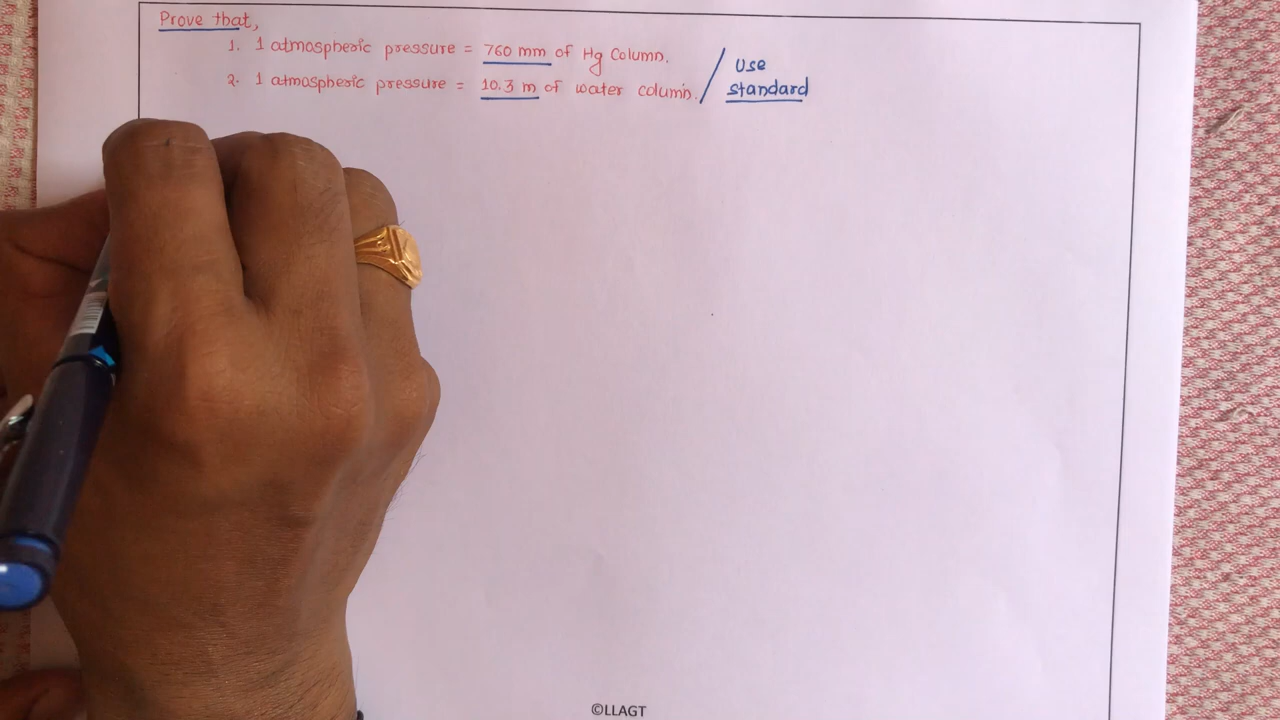 Prove that,
1. 1 atmospheric pressure = 760 mm of Hg Column.
2. 1 atmospheric pressure = 10.3 m of water column.
/ Use
standard
©LLAGT